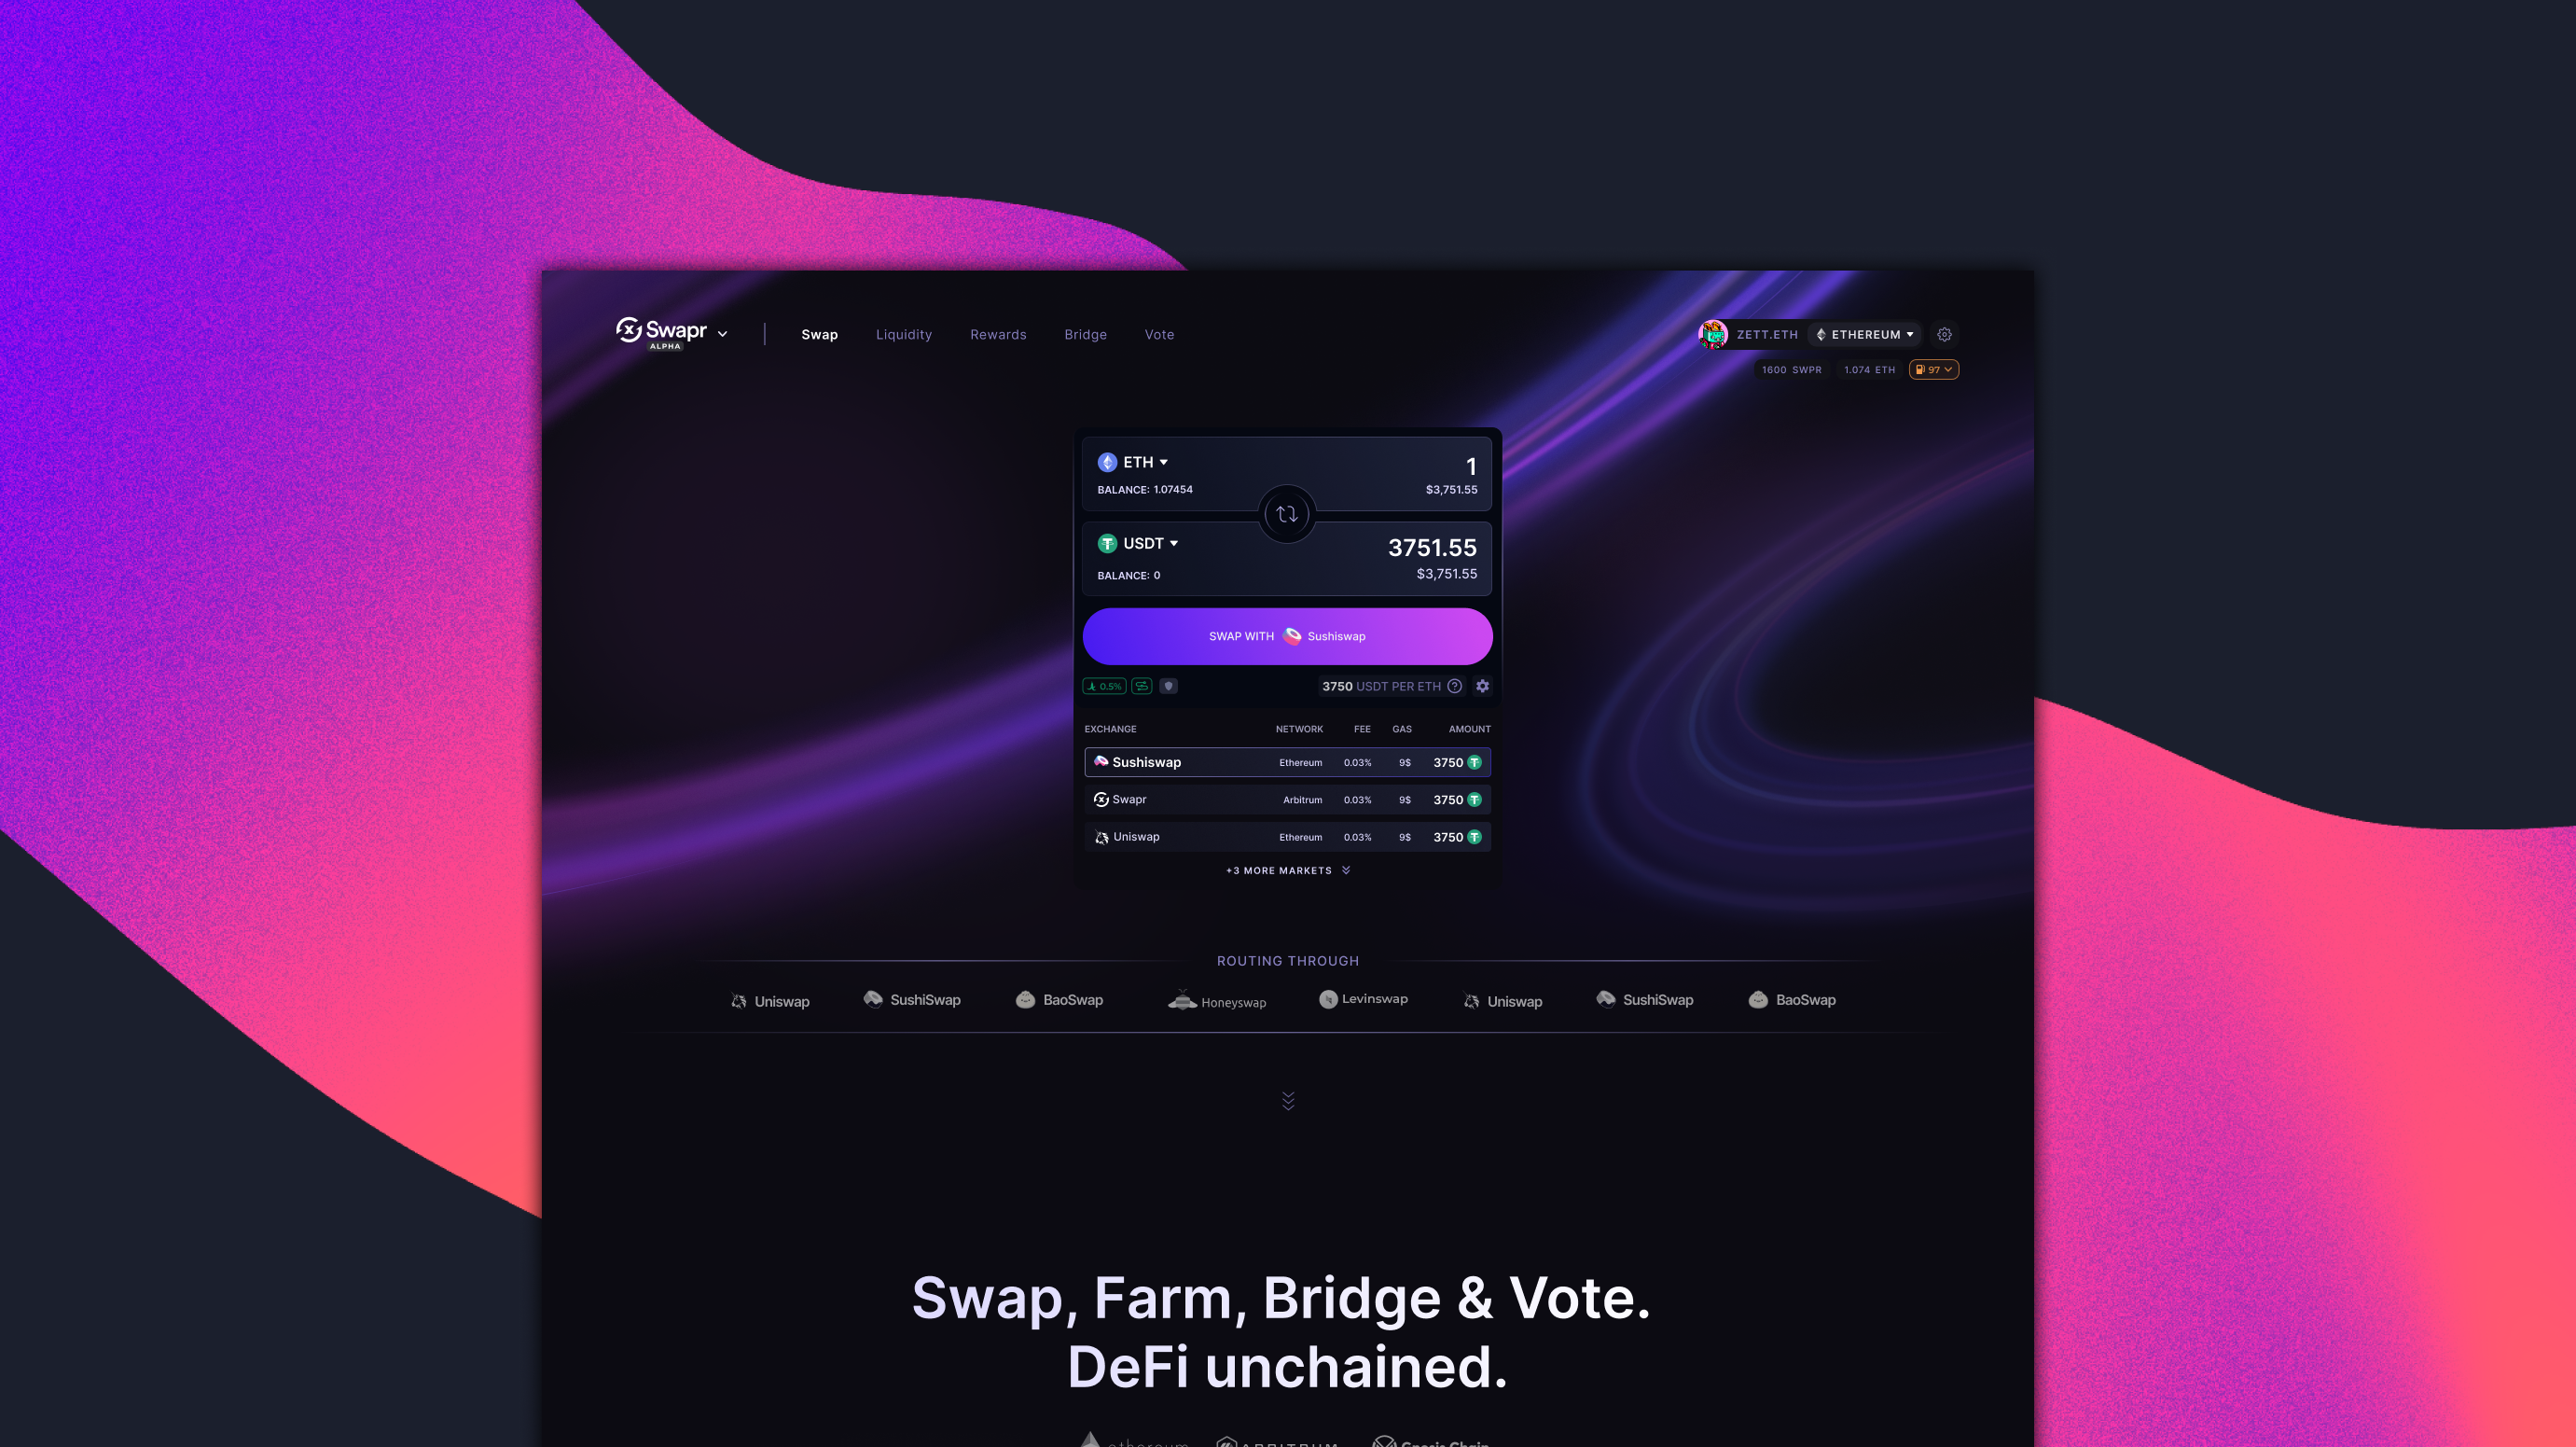 Swapr
ALPHA
Swap Liquidity Rewards Bridge Vote
ZETT.ETH ETHEREUM
1600 SWPR 1.074 ETH 97
ETH 1
BALANCE: 1.07454 $3,751.55
USDT 3751.55
BALANCE: 0 $3,751.55
SWAP WITH Sushiswap
0.5% 3750 USDT PER ETH ?
EXCHANGE NETWORK FEE GAS AMOUNT
Sushiswap Ethereum 0.03% 9$ 3750
Swapr Arbitrum 0.03% 9$ 3750
Uniswap Ethereum 0.03% 9$ 3750
+3 MORE MARKETS
ROUTING THROUGH
Uniswap SushiSwap BaoSwap Honeyswap Levinswap Uniswap SushiSwap BaoSwap
Swap, Farm, Bridge & Vote.
DeFi unchained.
ethereum ARBITRUM Gnosis Chain